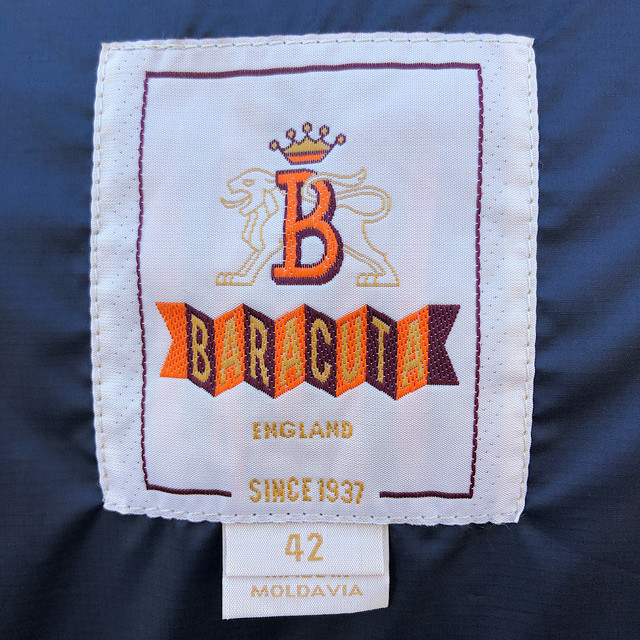 B
BARACUTA
ENGLAND
SINCE 1937
42
MOLDAVIA